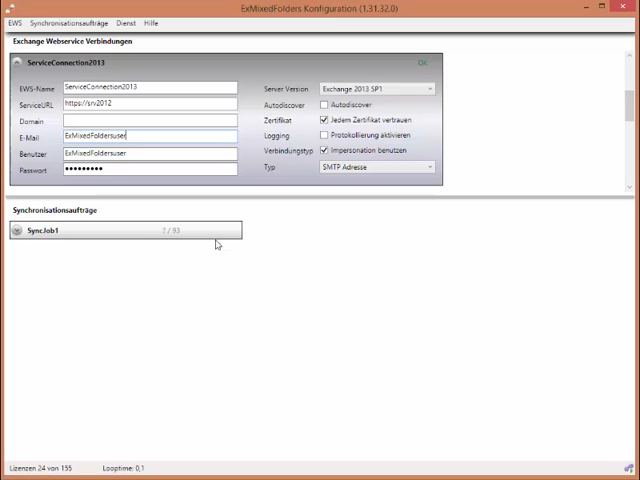 ExMixedFolders Konfiguration (1.31.32.0)
EWS Synchronisationsaufträge Dienst Hilfe
Exchange Webservice Verbindungen
ServiceConnection2013 OK
EWS-Name ServiceConnection2013 Server Version Exchange 2013 SP1
ServiceURL https://srv2012 Autodiscover Autodiscover
Domain Zertifikat Jedem Zertifikat vertrauen
E-Mail ExMixedFoldersuser Logging Protokollierung aktivieren
Benutzer ExMixedFoldersuser Verbindungstyp Impersonation benutzen
Passwort ●●●●●●●●● Typ SMTP Adresse
Synchronisationsaufträge
SyncJob1 2 / 93
Lizenzen 24 von 155 Looptime: 0,1